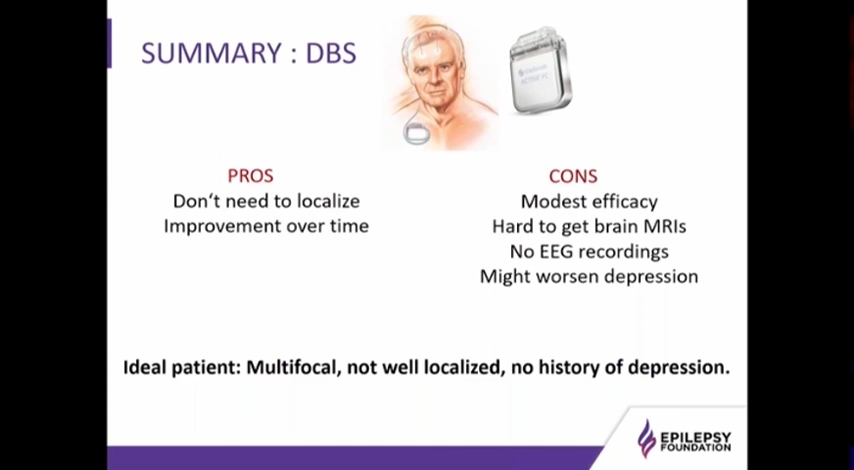 SUMMARY : DBS
PROS
Don't need to localize
Improvement over time
CONS
Modest efficacy
Hard to get brain MRIs
No EEG recordings
Might worsen depression
Ideal patient: Multifocal, not well localized, no history of depression.
EPILEPSY
FOUNDATION